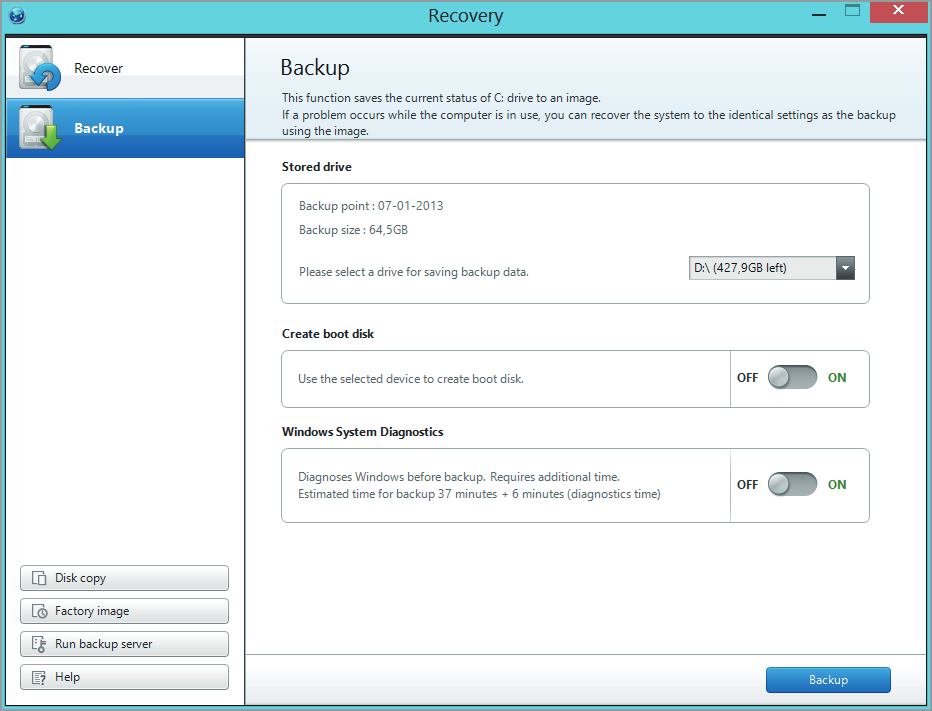 Recovery
Recover
Backup
Disk copy
Factory image
Run backup server
Help
Backup
This function saves the current status of C: drive to an image.
If a problem occurs while the computer is in use, you can recover the system to the identical settings as the backup
using the image.
Stored drive
Backup point : 07-01-2013
Backup size : 64,5GB
Please select a drive for saving backup data.
D:\ (427,9GB left)
Create boot disk
Use the selected device to create boot disk.
OFF ON
Windows System Diagnostics
Diagnoses Windows before backup. Requires additional time.
Estimated time for backup 37 minutes + 6 minutes (diagnostics time)
OFF ON
Backup